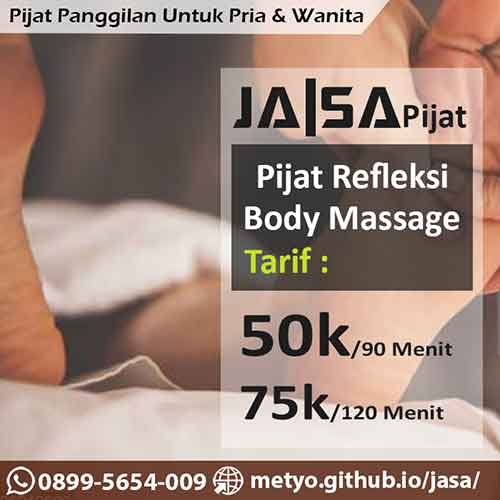 Pijat Panggilan Untuk Pria & Wanita
JA|SA Pijat
Pijat Refleksi
Body Massage
Tarif :
50k/90 Menit
75k/120 Menit
0899-5654-009 metyo.github.io/jasa/